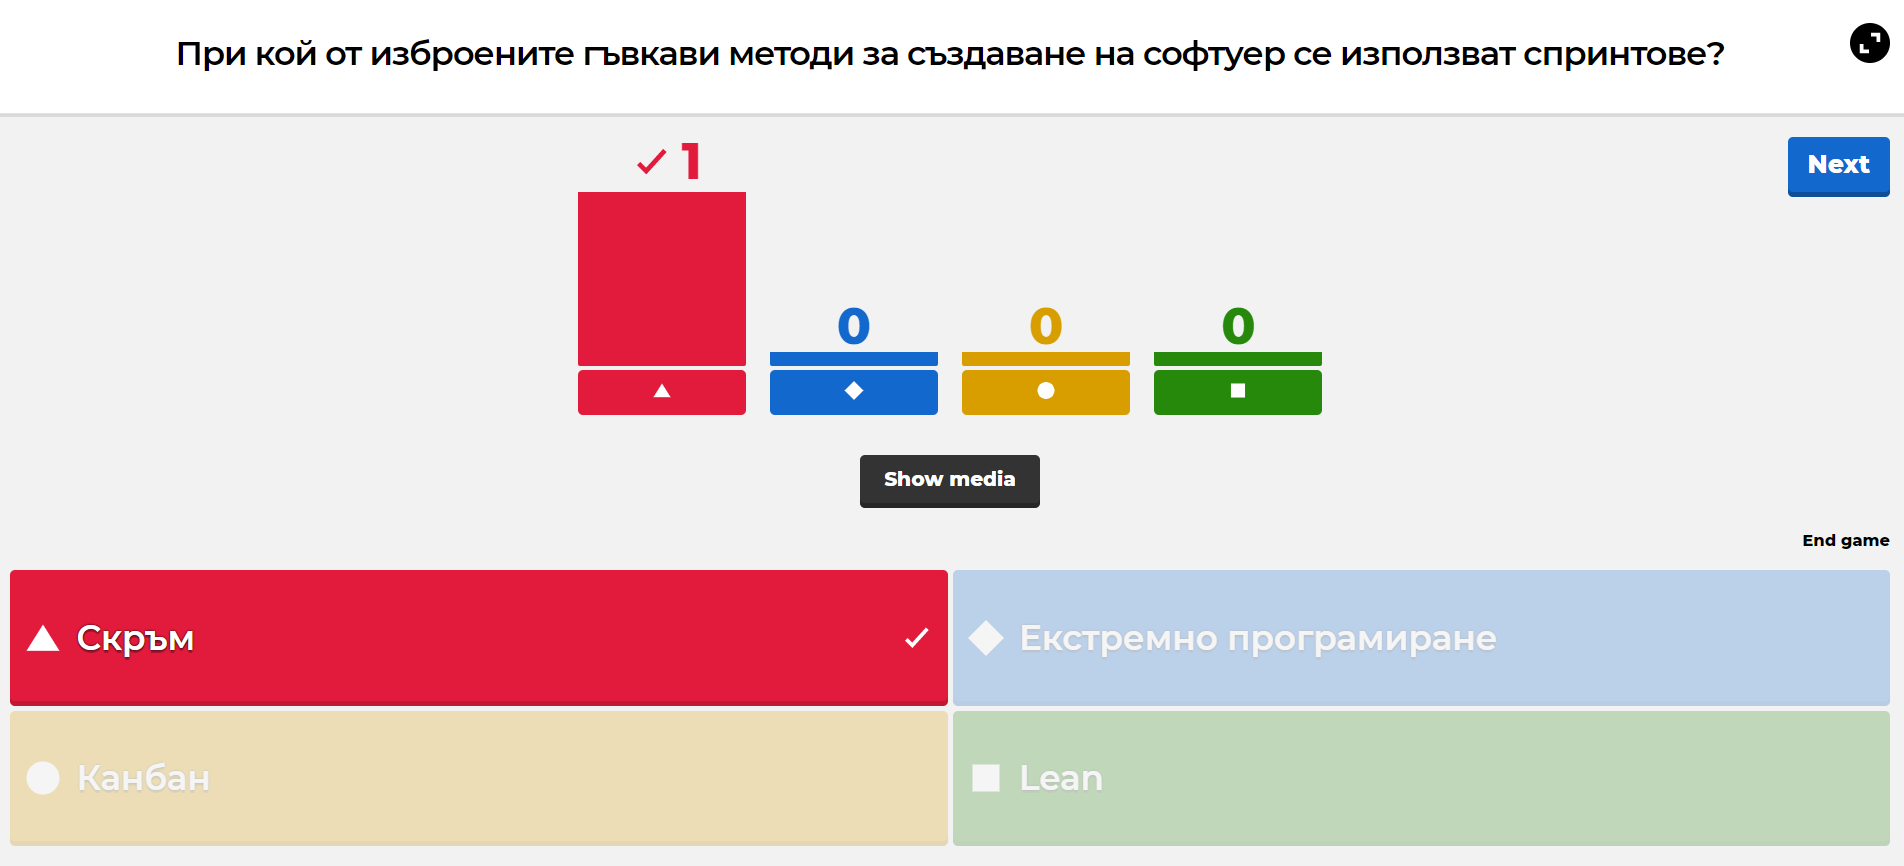 При кой от изброените гъвкави методи за създаване на софтуер се използват спринтове?
1
Next
0
0
0
Show media
End game
Скръм
Екстремно програмиране
Канбан
Lean